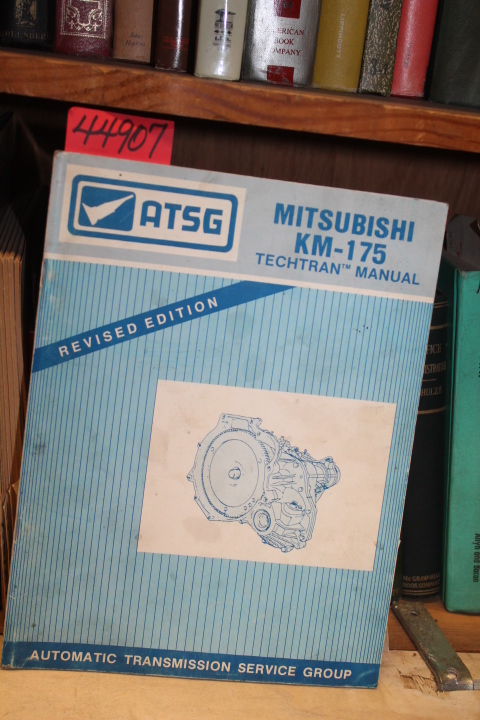 AMERICAN
BOOK
COMPANY
44907
ATSG
MITSUBISHI
KM-175
TECHTRAN™ MANUAL
REVISED EDITION
AUTOMATIC TRANSMISSION SERVICE GROUP